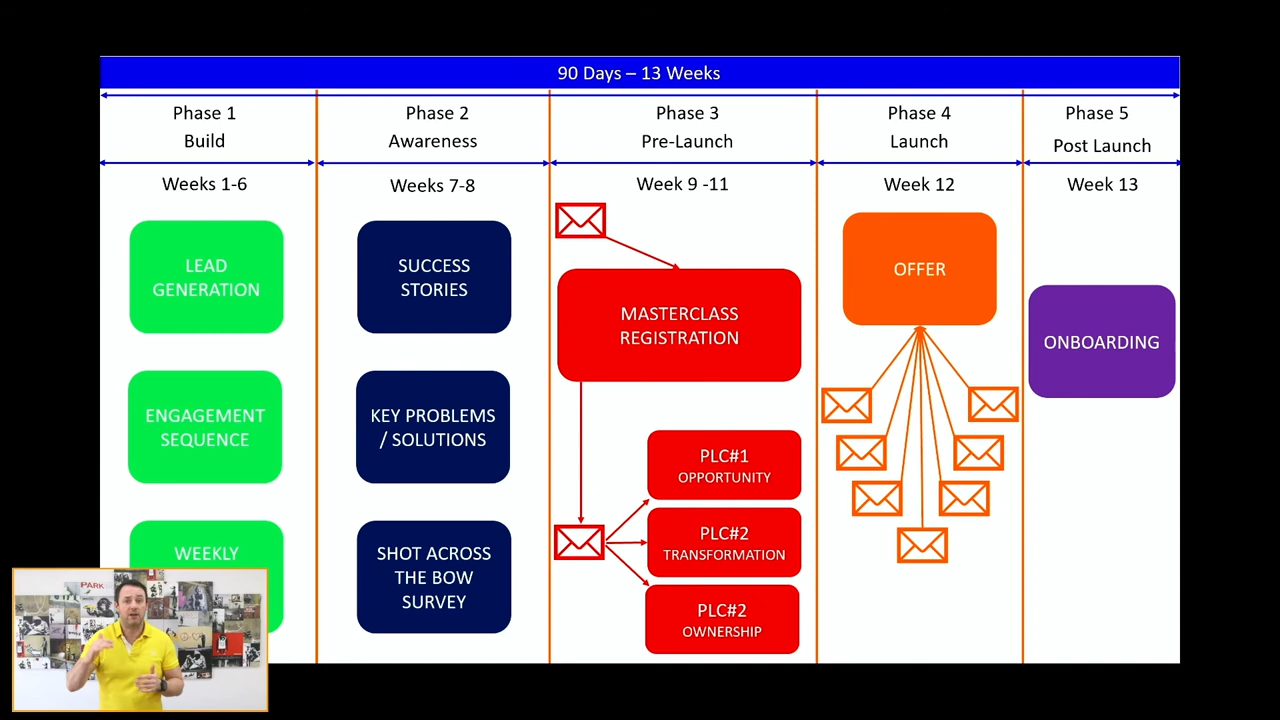 90 Days – 13 Weeks
Phase 1
Build
Phase 2
Awareness
Phase 3
Pre-Launch
Phase 4
Launch
Phase 5
Post Launch
Weeks 1-6
Weeks 7-8
Week 9 -11
Week 12
Week 13
LEAD
GENERATION
ENGAGEMENT
SEQUENCE
WEEKLY
SUCCESS
STORIES
KEY PROBLEMS
/ SOLUTIONS
SHOT ACROSS
THE BOW
SURVEY
MASTERCLASS
REGISTRATION
PLC#1
OPPORTUNITY
PLC#2
TRANSFORMATION
PLC#2
OWNERSHIP
OFFER
ONBOARDING
PARK